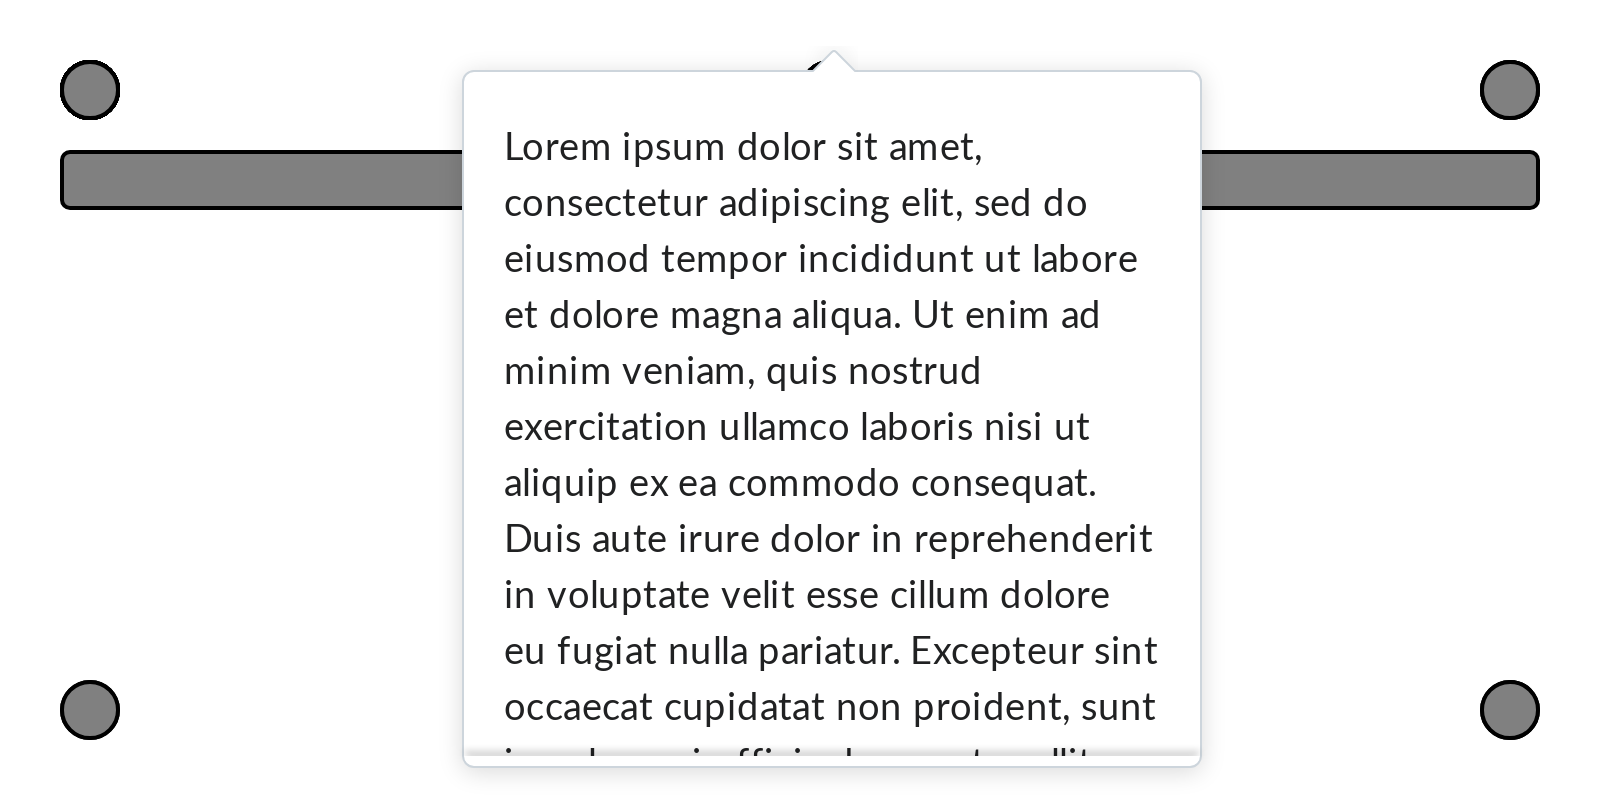 Lorem ipsum dolor sit amet,
consectetur adipiscing elit, sed do
eiusmod tempor incididunt ut labore
et dolore magna aliqua. Ut enim ad
minim veniam, quis nostrud
exercitation ullamco laboris nisi ut
aliquip ex ea commodo consequat.
Duis aute irure dolor in reprehenderit
in voluptate velit esse cillum dolore
eu fugiat nulla pariatur. Excepteur sint
occaecat cupidatat non proident, sunt